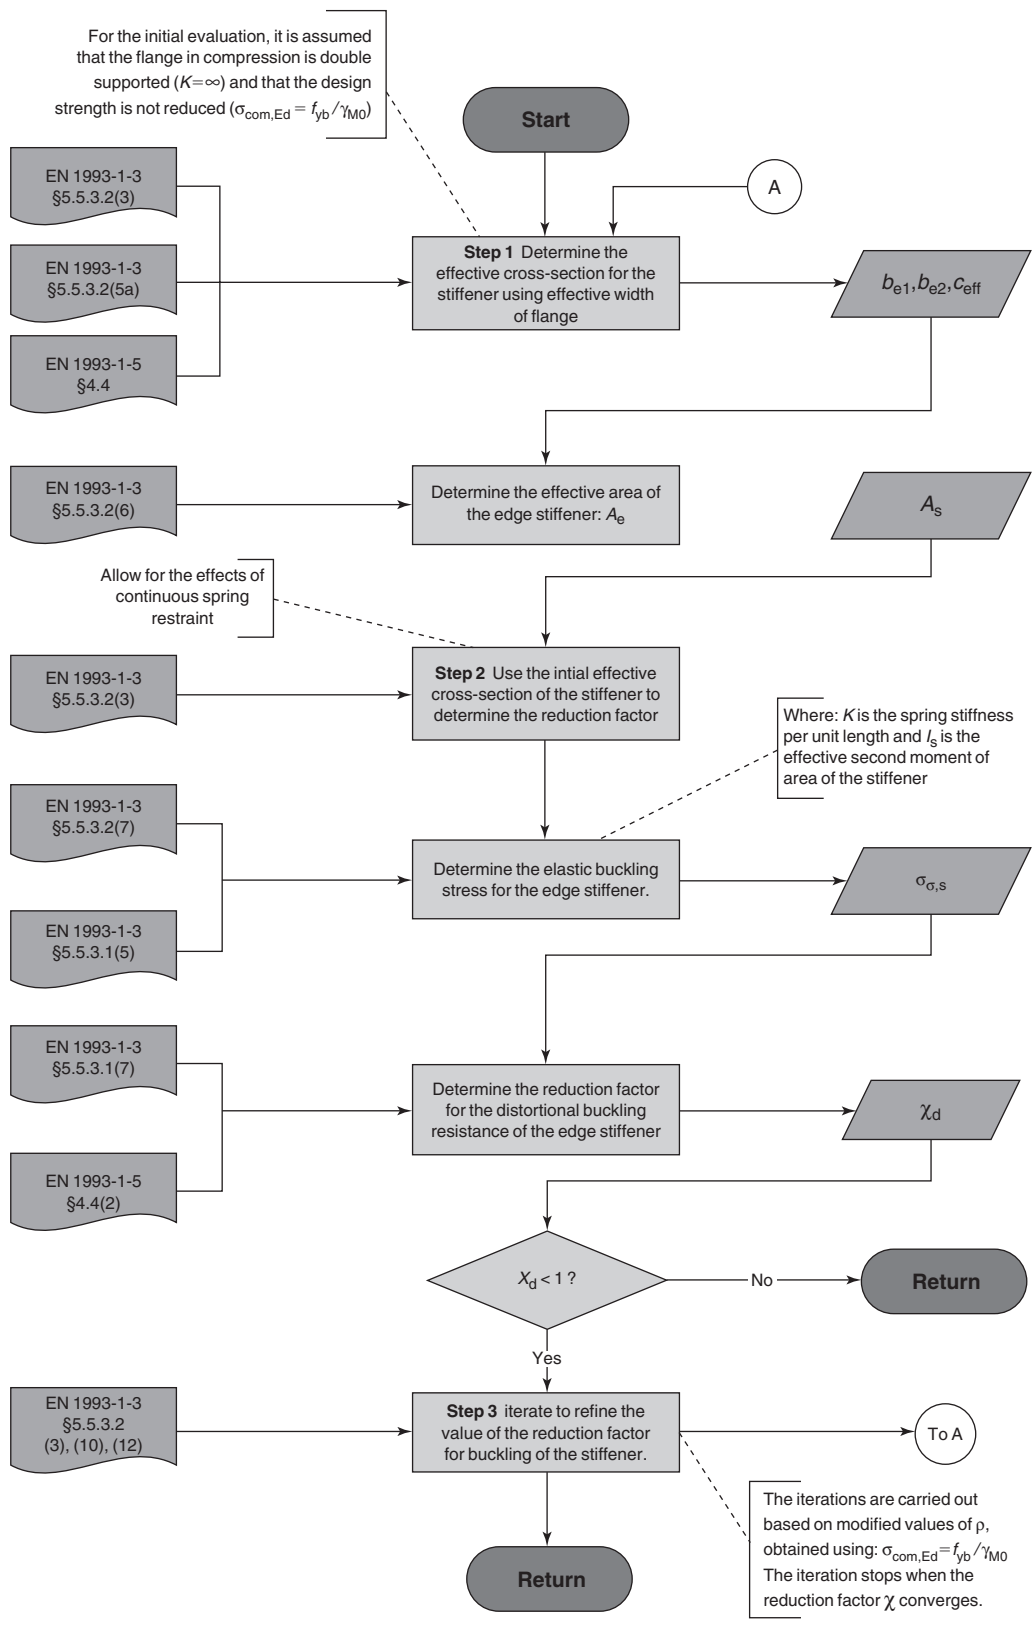 For the initial evaluation, it is assumed
that the flange in compression is double
supported (K=∞) and that the design
strength is not reduced (σcom,Ed = fyb/γM0)
Start
A
EN 1993-1-3
§5.5.3.2(3)
EN 1993-1-3
§5.5.3.2(5a)
EN 1993-1-5
§4.4
Step 1 Determine the
effective cross-section for the
stiffener using effective width
of flange
be1,be2,ceff
EN 1993-1-3
§5.5.3.2(6)
Determine the effective area of
the edge stiffener: Ae
As
Allow for the effects of
continuous spring
restraint
EN 1993-1-3
§5.5.3.2(3)
Step 2 Use the intial effective
cross-section of the stiffener to
determine the reduction factor
Where: K is the spring stiffness
per unit length and Is is the
effective second moment of
area of the stiffener
EN 1993-1-3
§5.5.3.2(7)
EN 1993-1-3
§5.5.3.1(5)
Determine the elastic buckling
stress for the edge stiffener.
σσ,s
EN 1993-1-3
§5.5.3.1(7)
EN 1993-1-5
§4.4(2)
Determine the reduction factor
for the distortional buckling
resistance of the edge stiffener
χd
Xd < 1 ?
No
Return
Yes
EN 1993-1-3
§5.5.3.2
(3), (10), (12)
Step 3 iterate to refine the
value of the reduction factor
for buckling of the stiffener.
To A
The iterations are carried out
based on modified values of ρ,
obtained using: σcom,Ed=fyb/γM0
The iteration stops when the
reduction factor χ converges.
Return